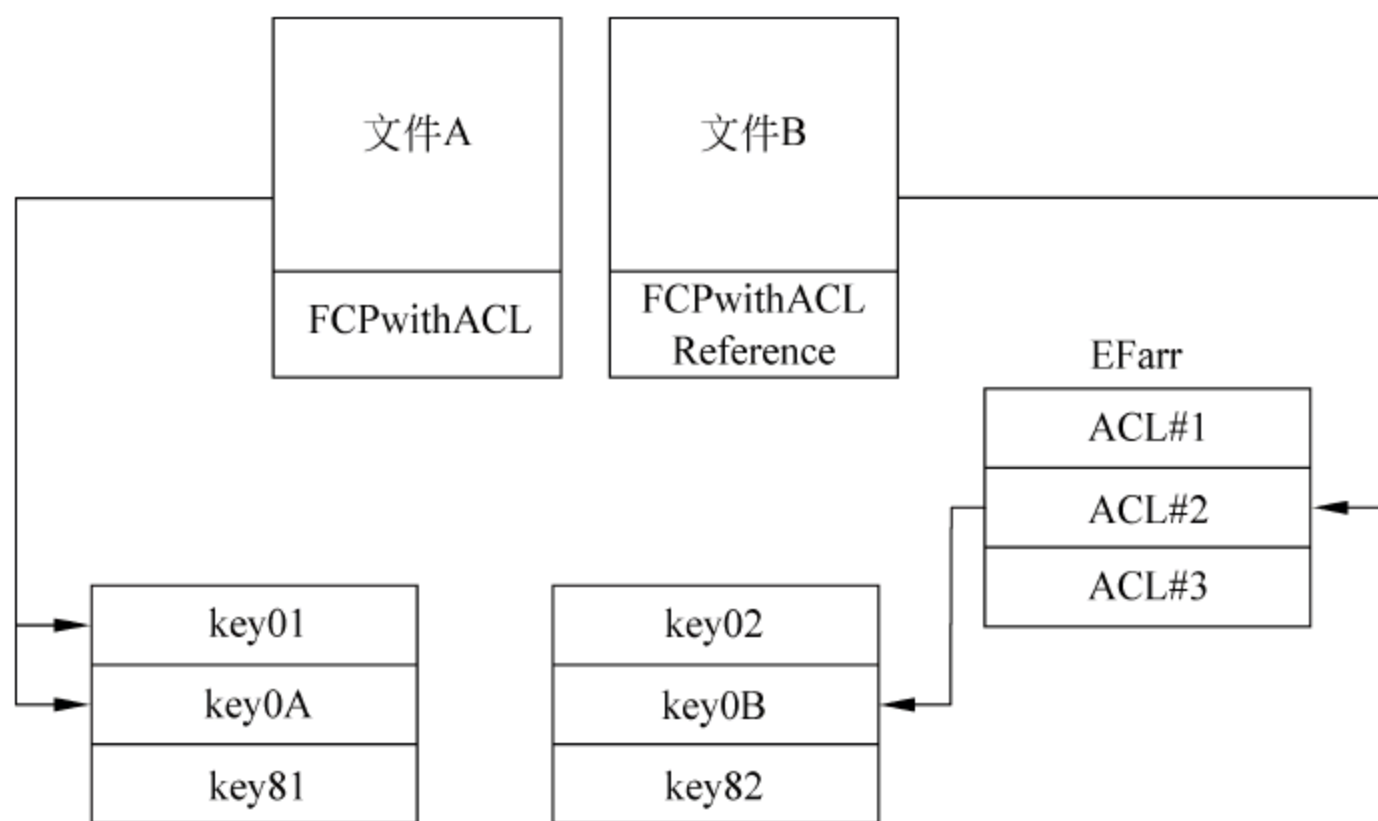 文件A
文件B
FCPwithACL
FCPwithACL
Reference
EFarr
ACL#1
ACL#2
ACL#3
key01
key0A
key81
key02
key0B
key82